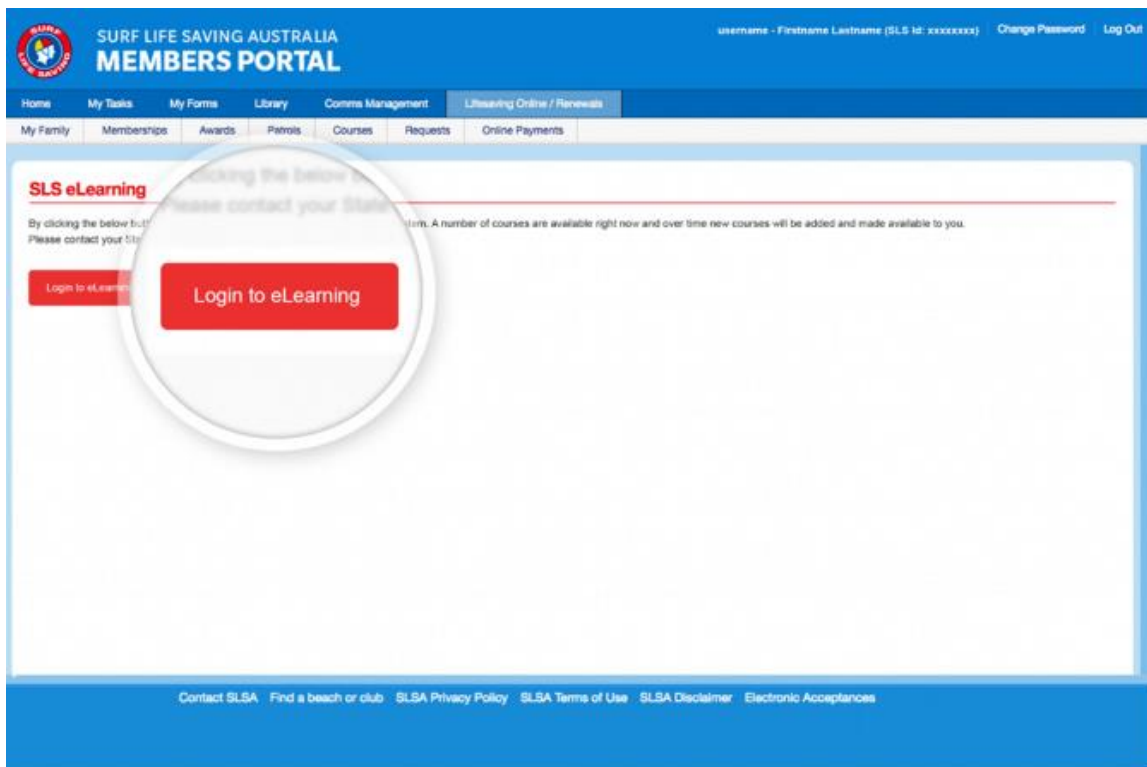 SURF
LIFE SAVING
SURF LIFE SAVING AUSTRALIA
MEMBERS PORTAL
username - Firstname Lastname (SLS Id: xxxxxxxx) Change Password Log Out
Home My Tasks My Forms Library Comms Management Lifesaving Online / Renewals
My Family Memberships Awards Patrols Courses Requests Online Payments
SLS eLearning
By clicking the below A number of courses are available right now and over time new courses will be added and made available to you.
Please contact your
Login to
clicking the below
Please contact your State
Login to eLearning
Contact SLSA Find a beach or club SLSA Privacy Policy SLSA Terms of Use SLSA Disclaimer Electronic Acceptances